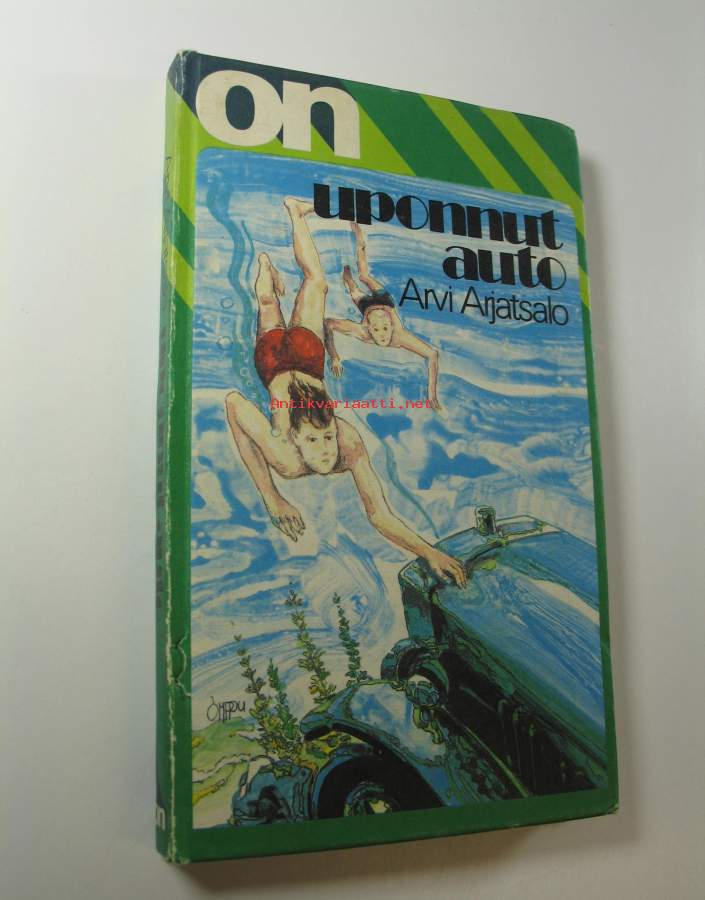 on
uponnut
auto
Arvi Arjatsalo
Antikvariaatti.net